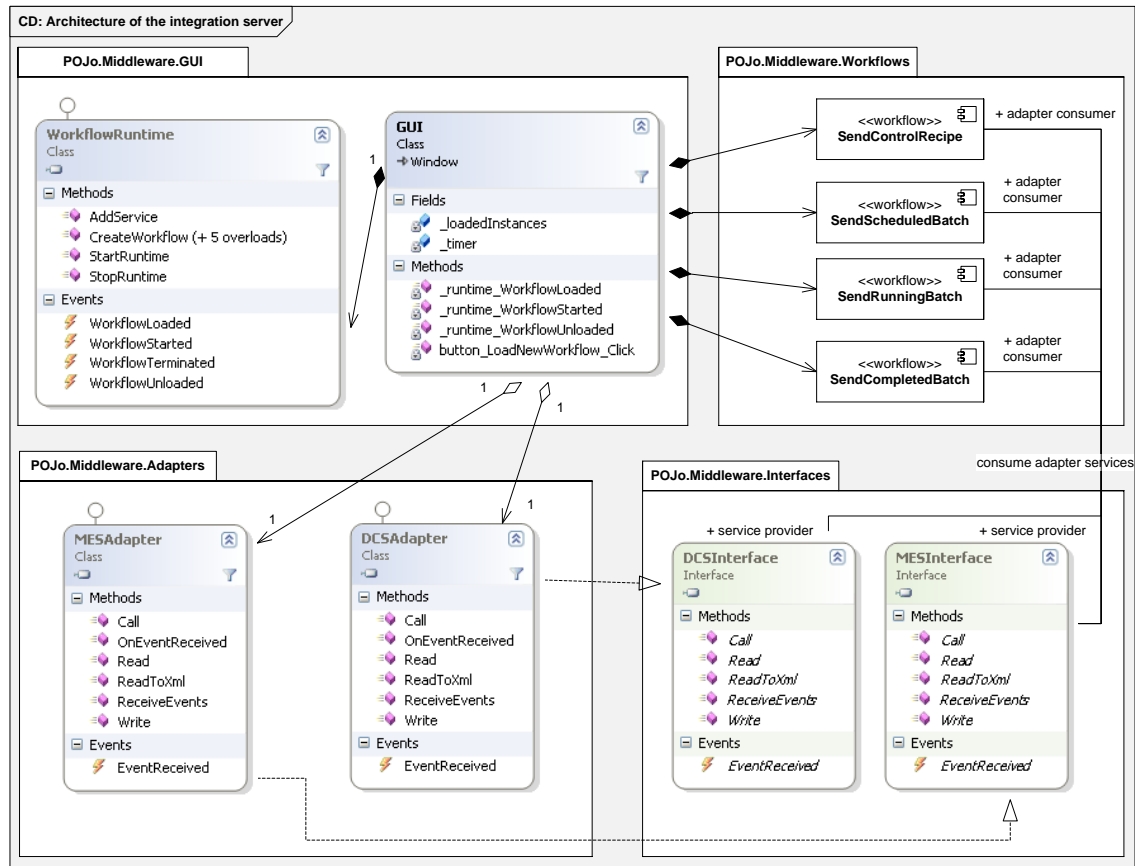 CD: Architecture of the integration server
POJo.Middleware.GUI
WorkflowRuntime
Class
Methods
AddService
CreateWorkflow (+ 5 overloads)
StartRuntime
StopRuntime
Events
WorkflowLoaded
WorkflowStarted
WorkflowTerminated
WorkflowUnloaded
1
GUI
Class
Window
Fields
_loadedInstances
_timer
Methods
_runtime_WorkflowLoaded
_runtime_WorkflowStarted
_runtime_WorkflowUnloaded
button_LoadNewWorkflow_Click
1
1
POJo.Middleware.Workflows
<<workflow>>
SendControlRecipe
+ adapter consumer
<<workflow>>
SendScheduledBatch
+ adapter
consumer
<<workflow>>
SendRunningBatch
+ adapter
consumer
<<workflow>>
SendCompletedBatch
+ adapter
consumer
consume adapter services
POJo.Middleware.Adapters
1
1
MESAdapter
Class
Methods
Call
OnEventReceived
Read
ReadToXml
ReceiveEvents
Write
Events
EventReceived
DCSAdapter
Class
Methods
Call
OnEventReceived
Read
ReadToXml
ReceiveEvents
Write
Events
EventReceived
POJo.Middleware.Interfaces
+ service provider
DCSInterface
Interface
Methods
Call
Read
ReadToXml
ReceiveEvents
Write
Events
EventReceived
+ service provider
MESInterface
Interface
Methods
Call
Read
ReadToXml
ReceiveEvents
Write
Events
EventReceived